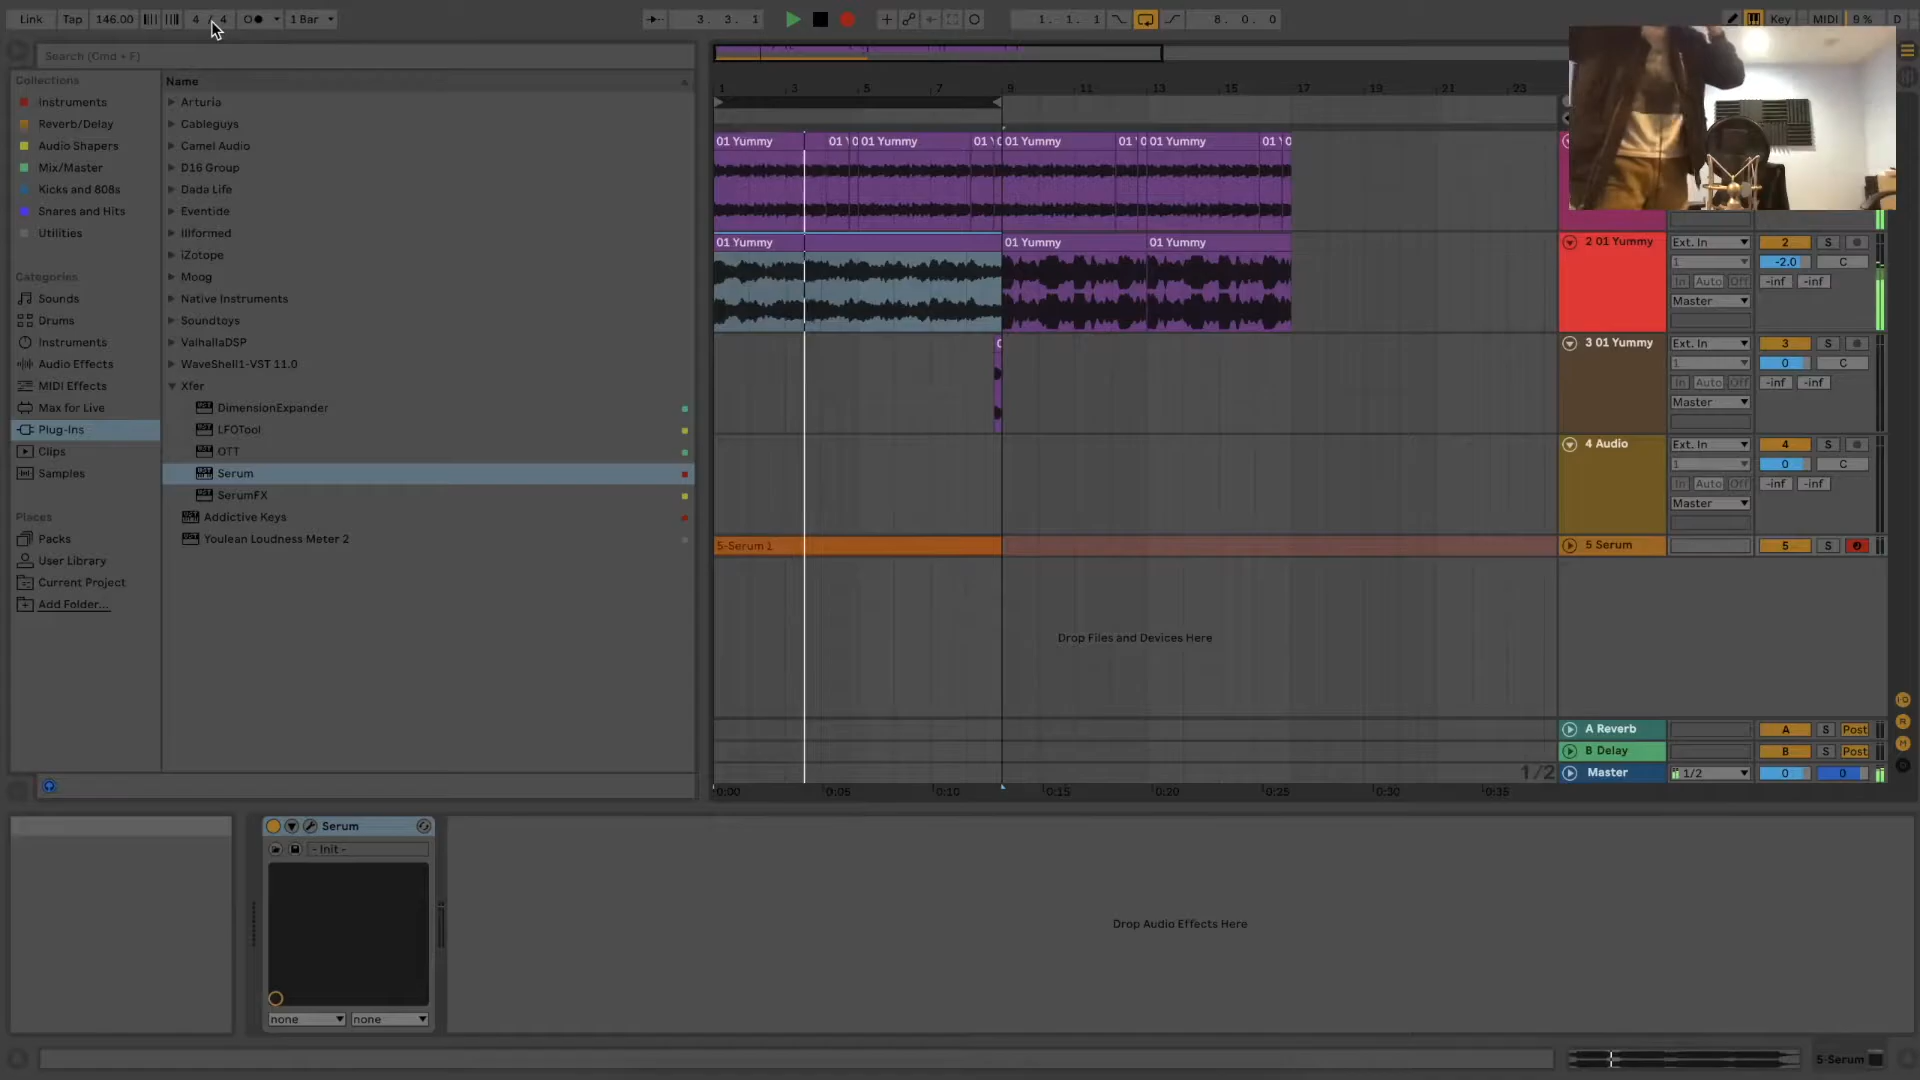 Link Tap 146.00 4 / 4 1 Bar 3. 3. 1 1. 1. 1 8. 0. 0 Key MIDI 9 % D
Search (Cmd + F)
Collections
Instruments
Reverb/Delay
Audio Shapers
Mix/Master
Kicks and 808s
Snares and Hits
Utilities
Categories
Sounds
Drums
Instruments
Audio Effects
MIDI Effects
Max for Live
Plug-Ins
Clips
Samples
Places
Packs
User Library
Current Project
Add Folder...
Name
Arturia
Cableguys
Camel Audio
D16 Group
Dada Life
Eventide
Illformed
iZotope
Moog
Native Instruments
Soundtoys
ValhallaDSP
WaveShell1-VST 11.0
Xfer
DimensionExpander
LFOTool
OTT
Serum
SerumFX
Addictive Keys
Youlean Loudness Meter 2
1 3 5 7 9 11 13 15 17 19 21 23
01 Yummy 01 01 Yummy 01 01 Yummy 01 01 Yummy 01
01 Yummy 01 Yummy 01 Yummy
5-Serum 1
Drop Files and Devices Here
2 01 Yummy Ext. In 2 S
1 -2.0 C
In Auto Off -inf -inf
Master
3 01 Yummy Ext. In 3 S
1 0 C
In Auto Off -inf -inf
Master
4 Audio Ext. In 4 S
1 0 C
In Auto Off -inf -inf
Master
5 Serum 5 S
A Reverb A S Post
B Delay B S Post
1/2 Master 1/2 0 0
0:00 0:05 0:10 0:15 0:20 0:25 0:30 0:35
Serum
- Init -
none none
Drop Audio Effects Here
5-Serum